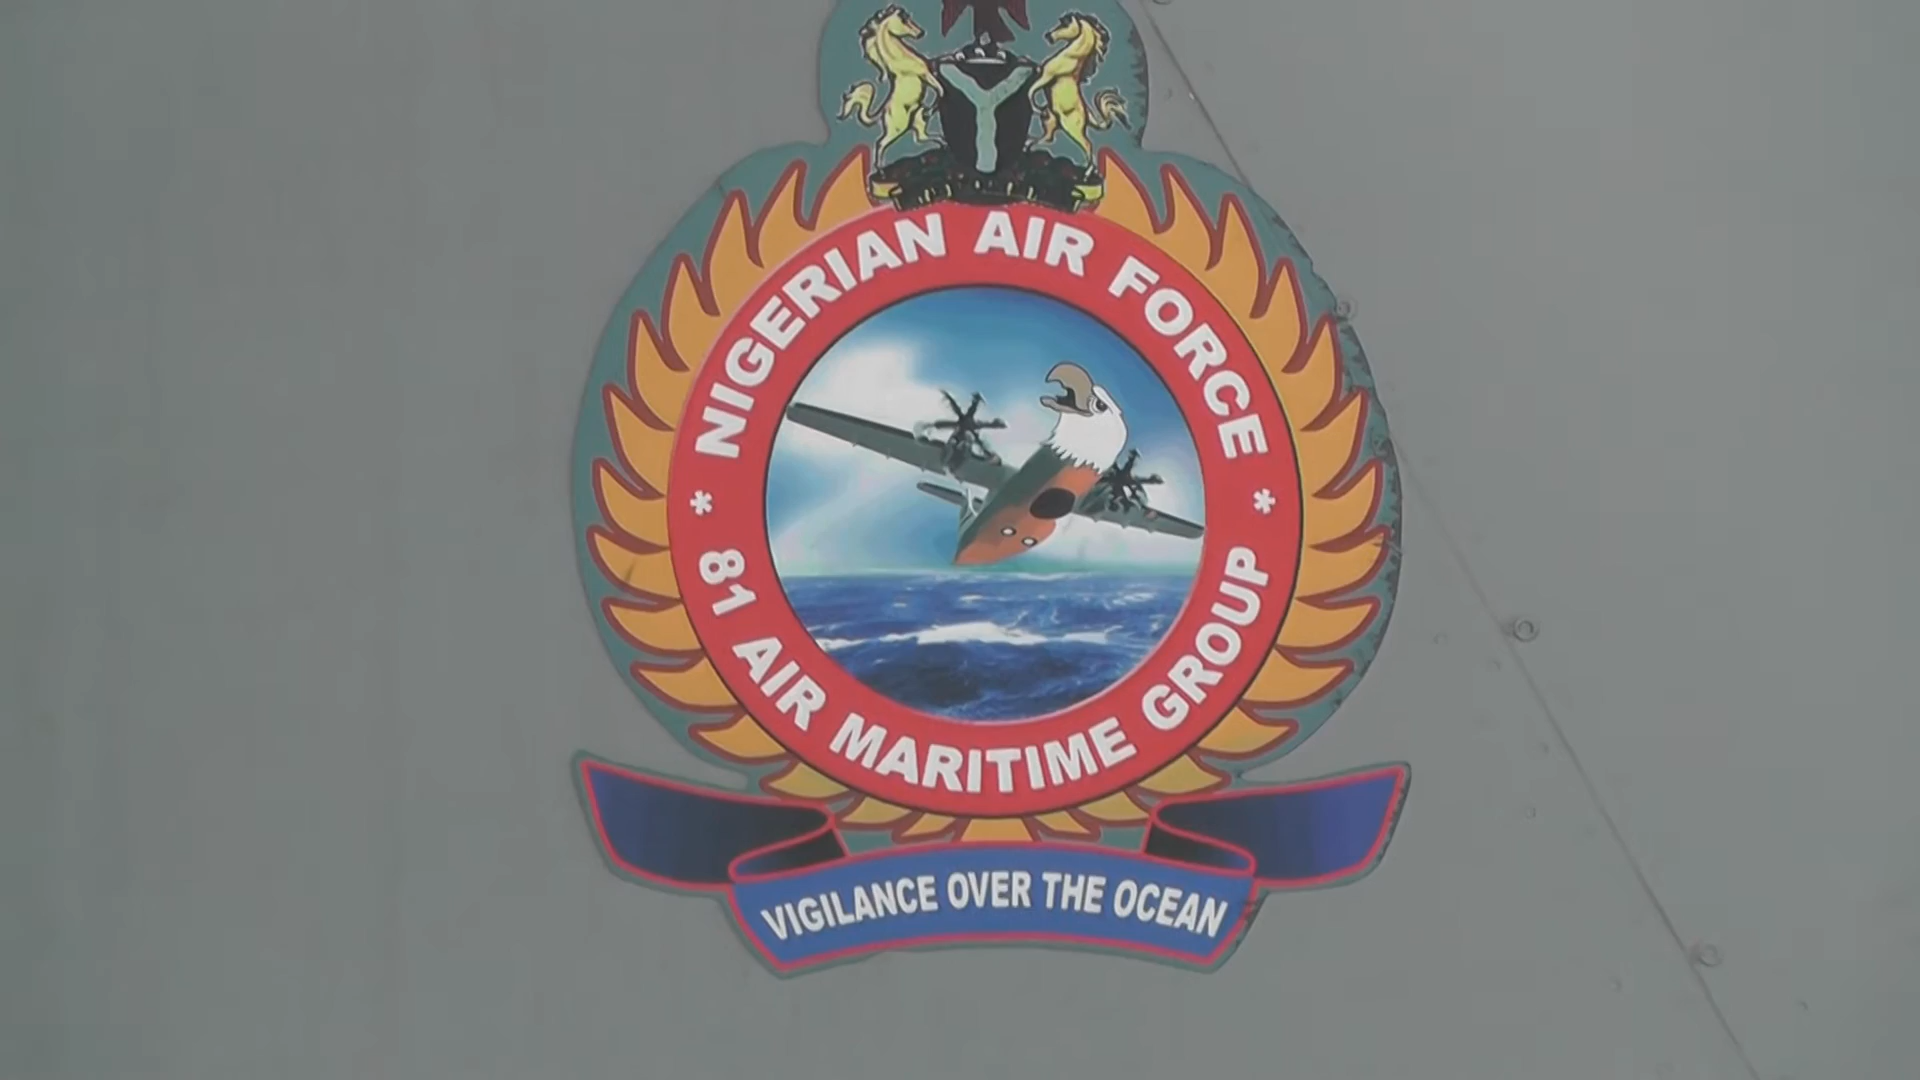 NIGERIAN AIR FORCE
* 81 AIR MARITIME GROUP *
VIGILANCE OVER THE OCEAN